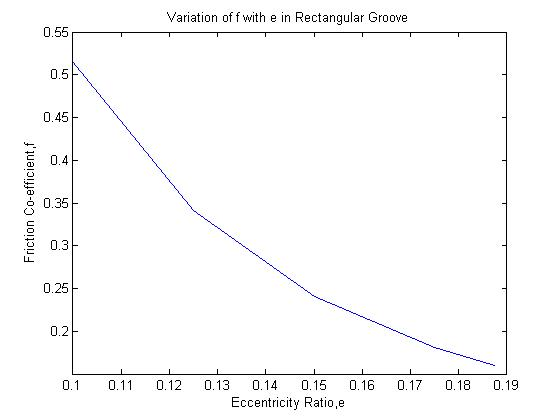 Variation of f with e in Rectangular Groove
0.55
0.5
0.45
0.4
0.35
0.3
0.25
0.2
Friction Co-efficient,f
0.1 0.11 0.12 0.13 0.14 0.15 0.16 0.17 0.18 0.19
Eccentricity Ratio,e